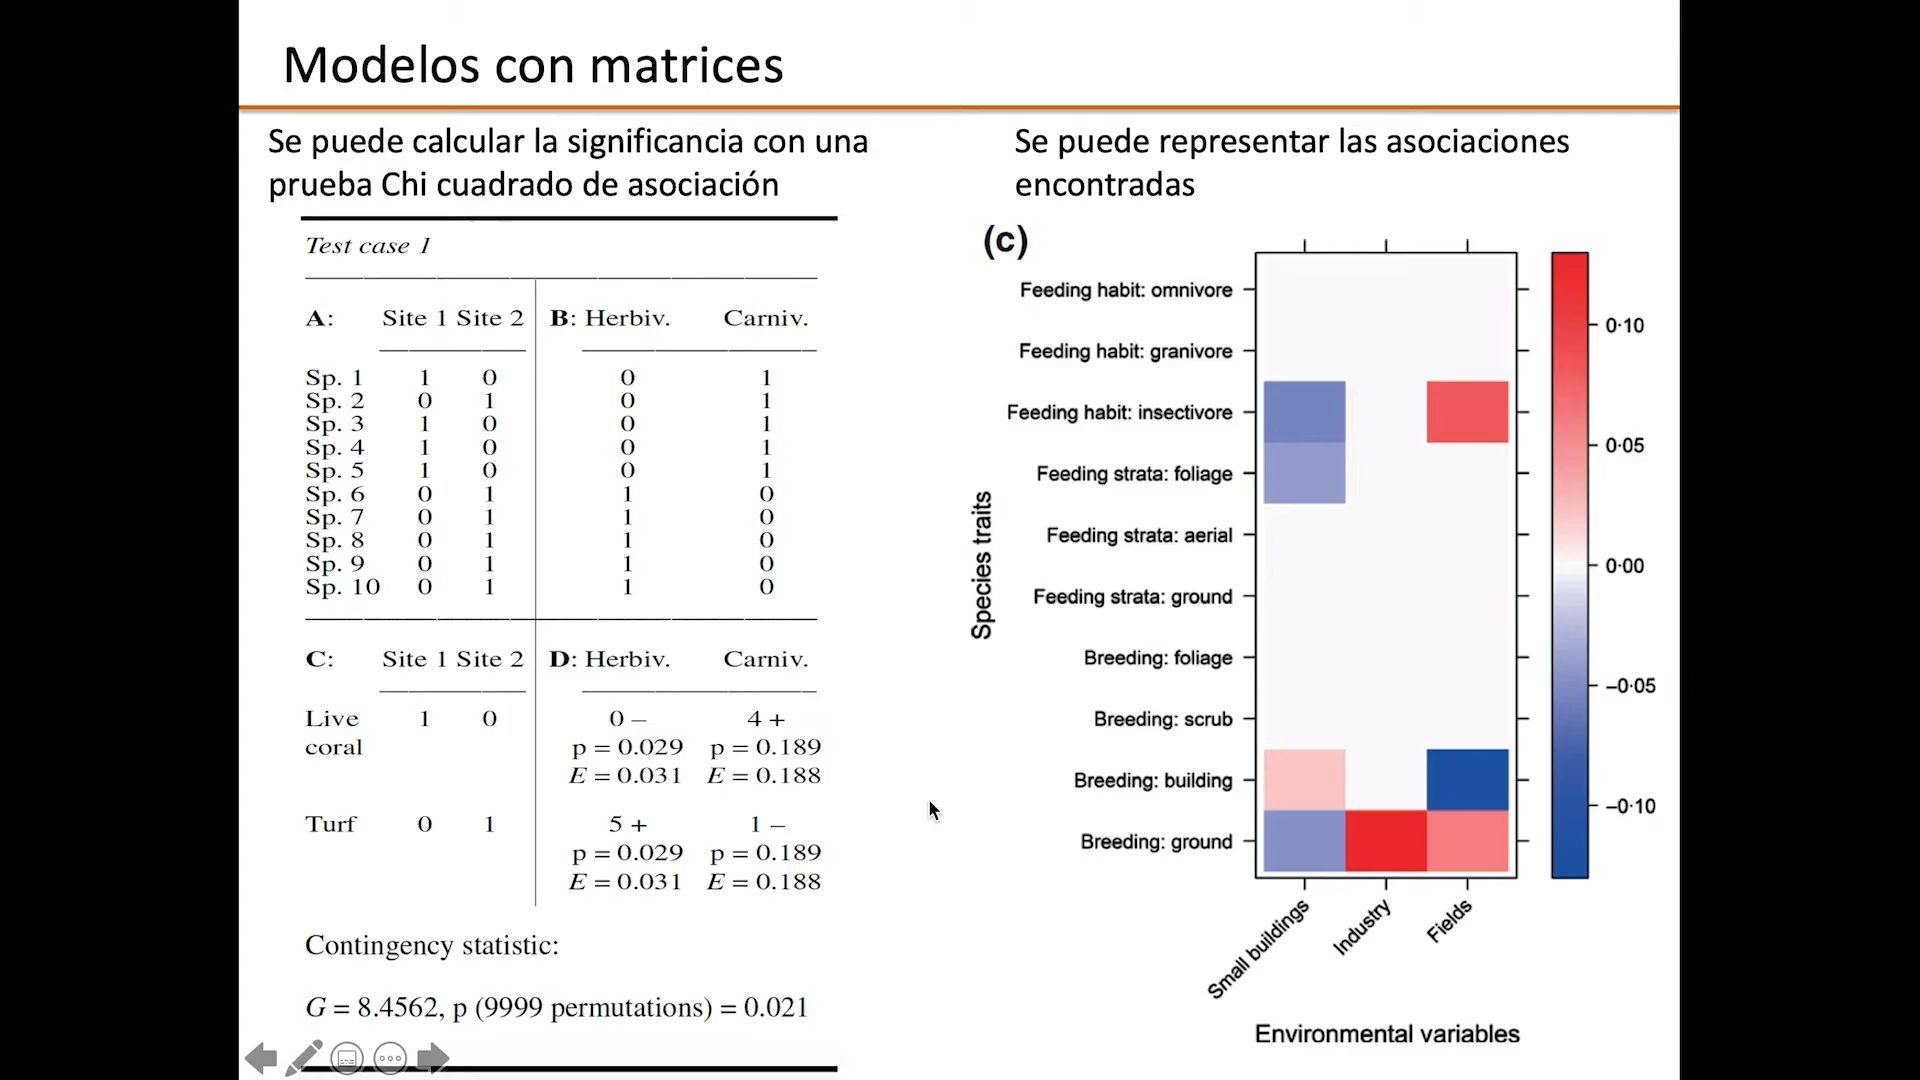 Modelos con matrices
Se puede calcular la significancia con una
prueba Chi cuadrado de asociación
Test case 1
A: Site 1 Site 2 B: Herbiv. Carniv.
Sp. 1 1 0 0 1
Sp. 2 0 1 0 1
Sp. 3 1 0 0 1
Sp. 4 1 0 0 1
Sp. 5 1 0 0 1
Sp. 6 0 1 1 0
Sp. 7 0 1 1 0
Sp. 8 0 1 1 0
Sp. 9 0 1 1 0
Sp. 10 0 1 1 0
C: Site 1 Site 2 D: Herbiv. Carniv.
Live 1 0 0 – 4 +
coral p = 0.029 p = 0.189
E = 0.031 E = 0.188
Turf 0 1 5 + 1 –
p = 0.029 p = 0.189
E = 0.031 E = 0.188
Contingency statistic:
G = 8.4562, p (9999 permutations) = 0.021
Se puede representar las asociaciones
encontradas
(c)
Species traits
Feeding habit: omnivore
Feeding habit: granivore
Feeding habit: insectivore
Feeding strata: foliage
Feeding strata: aerial
Feeding strata: ground
Breeding: foliage
Breeding: scrub
Breeding: building
Breeding: ground
Small buildings
Industry
Fields
Environmental variables
0·10
0·05
0·00
–0·05
–0·10